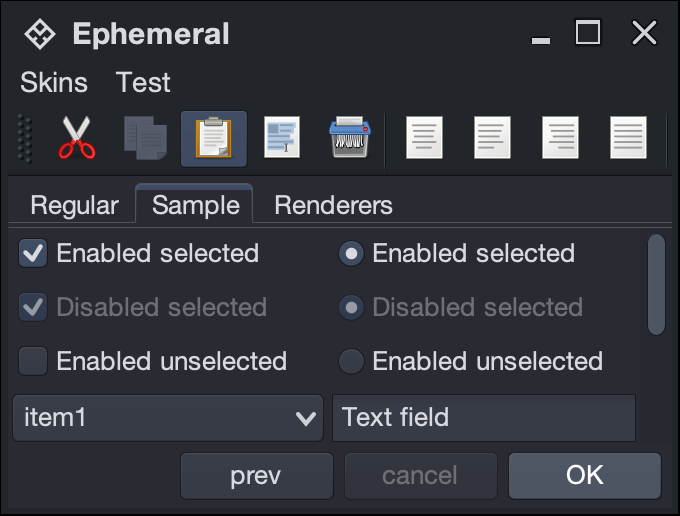 Ephemeral
Skins Test
Regular Sample Renderers
Enabled selected Enabled selected
Disabled selected Disabled selected
Enabled unselected Enabled unselected
item1 Text field
prev cancel OK